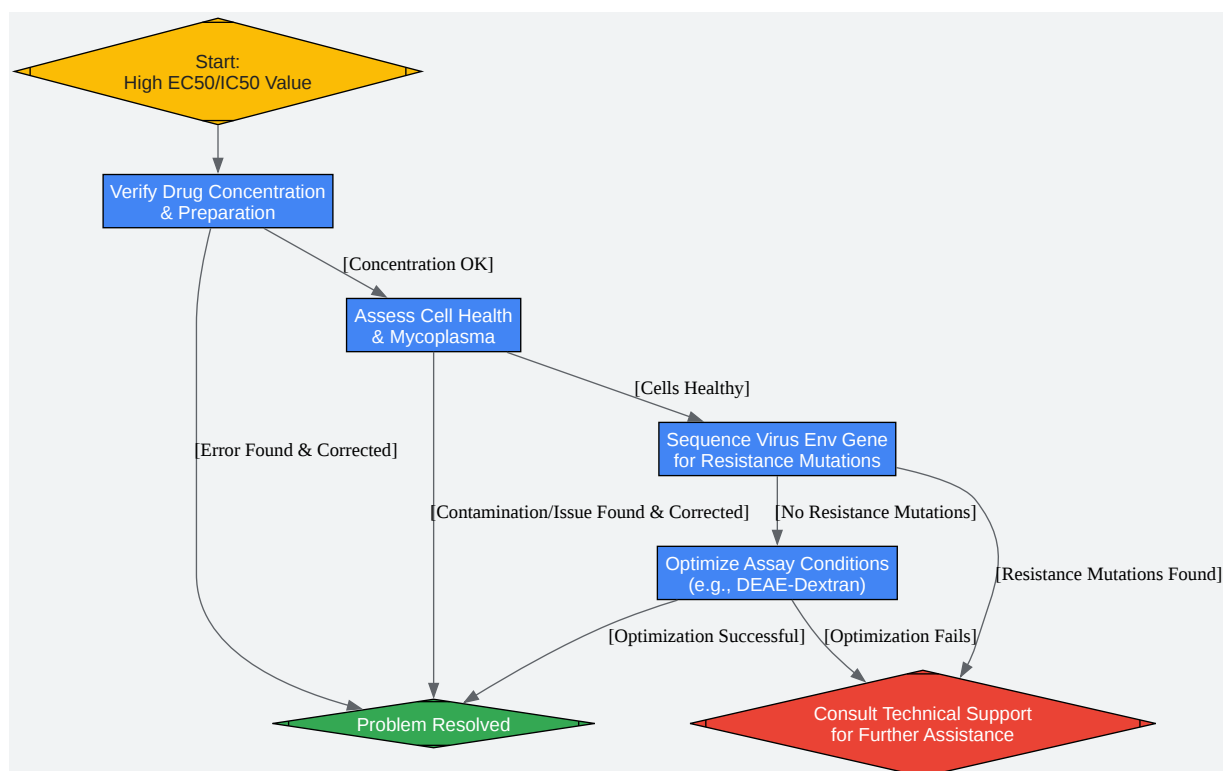 Start:
High EC50/IC50 Value
Verify Drug Concentration
& Preparation
[Concentration OK]
Assess Cell Health
& Mycoplasma
[Cells Healthy]
Sequence Virus Env Gene
for Resistance Mutations
[Error Found & Corrected]
[Contamination/Issue Found & Corrected]
[No Resistance Mutations]
Optimize Assay Conditions
(e.g., DEAE-Dextran)
[Resistance Mutations Found]
[Optimization Successful]
[Optimization Fails]
Problem Resolved
Consult Technical Support
for Further Assistance